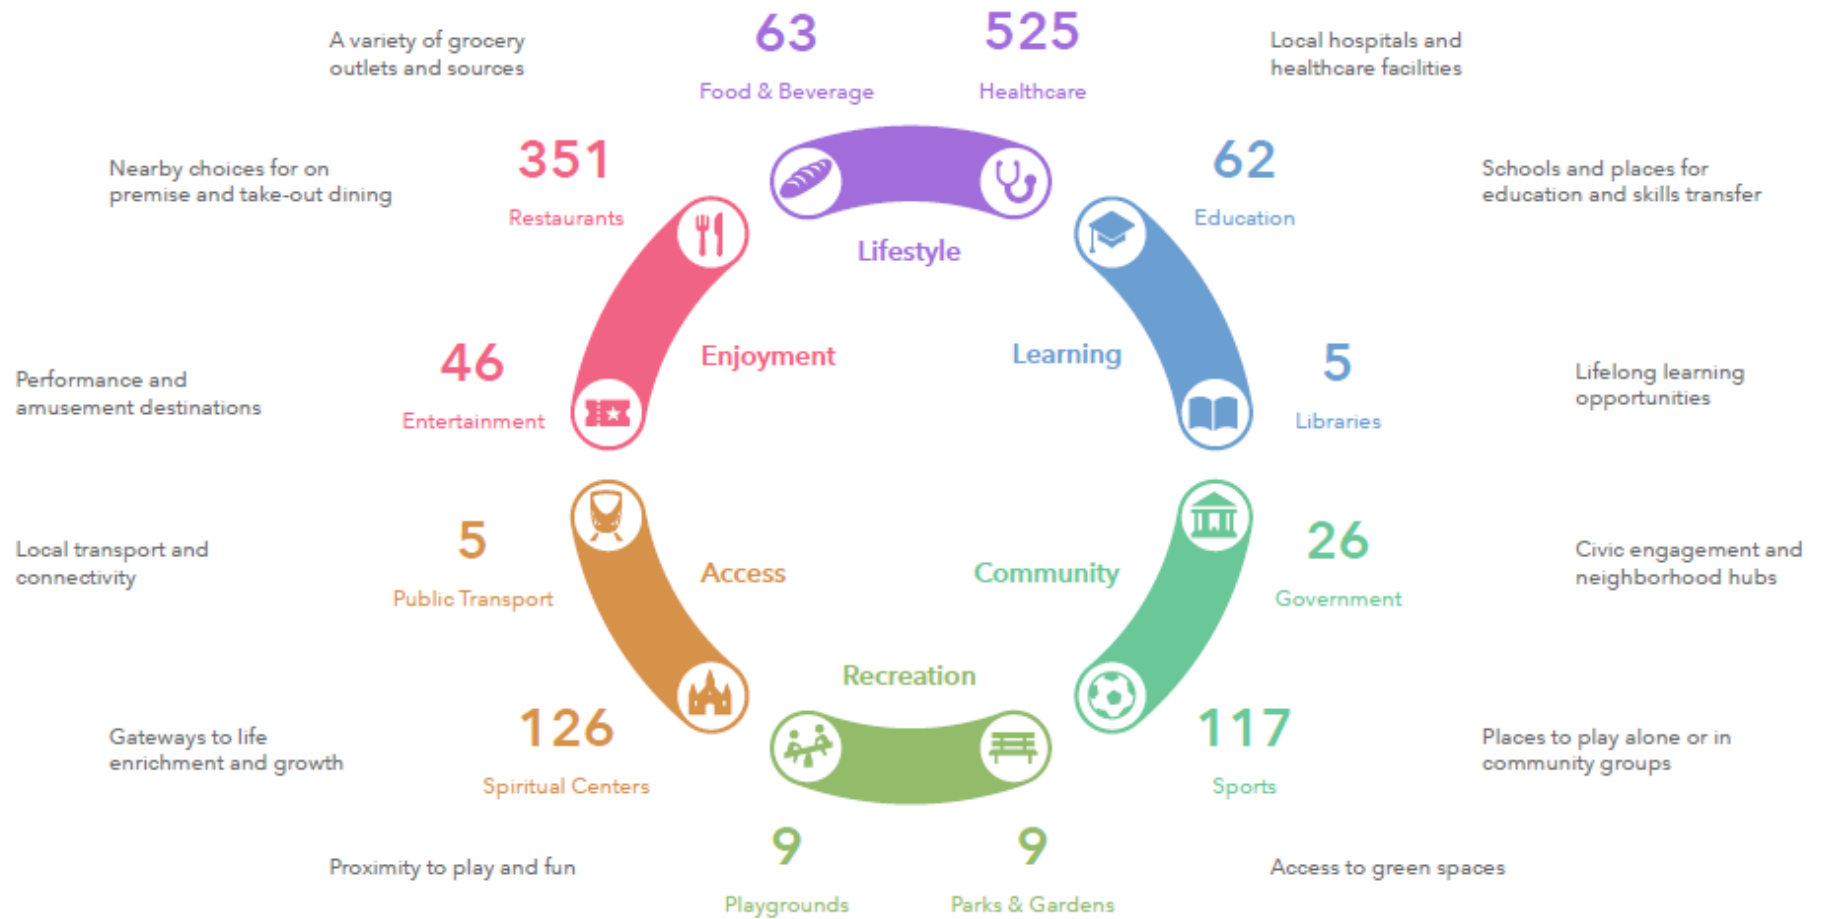 63
525
A variety of grocery
outlets and sources
Local hospitals and
healthcare facilities
Food & Beverage
Healthcare
351
62
Nearby choices for on
premise and take-out dining
Schools and places for
education and skills transfer
Restaurants
Education
Lifestyle
Enjoyment
Learning
46
5
Performance and
amusement destinations
Lifelong learning
opportunities
Entertainment
Libraries
5
26
Local transport and
connectivity
Civic engagement and
neighborhood hubs
Access
Community
Public Transport
Government
Recreation
126
117
Gateways to life
enrichment and growth
Places to play alone or in
community groups
Spiritual Centers
Sports
9
9
Proximity to play and fun
Access to green spaces
Playgrounds
Parks & Gardens